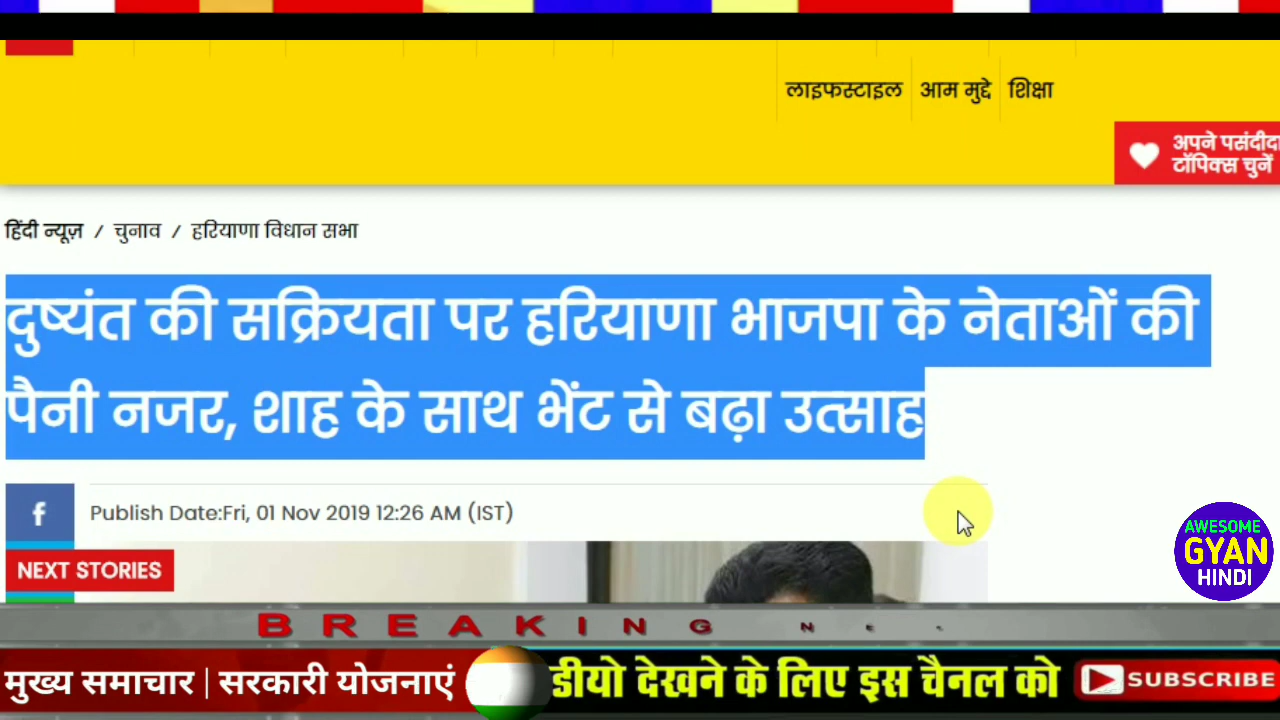 लाइफस्टाइल आम मुद्दे शिक्षा
अपने पसंदीदा
टॉपिक्स चुनें
हिंदी न्यूज़ / चुनाव / हरियाणा विधान सभा
दुष्यंत की सक्रियता पर हरियाणा भाजपा के नेताओं की
पैनी नजर, शाह के साथ भेंट से बढ़ा उत्साह
f
Publish Date:Fri, 01 Nov 2019 12:26 AM (IST)
AWESOME
GYAN
HINDI
NEXT STORIES
BREAKING
मुख्य समाचार | सरकारी योजनाएं
डीयो देखने के लिए इस चैनल को
SUBSCRIBE